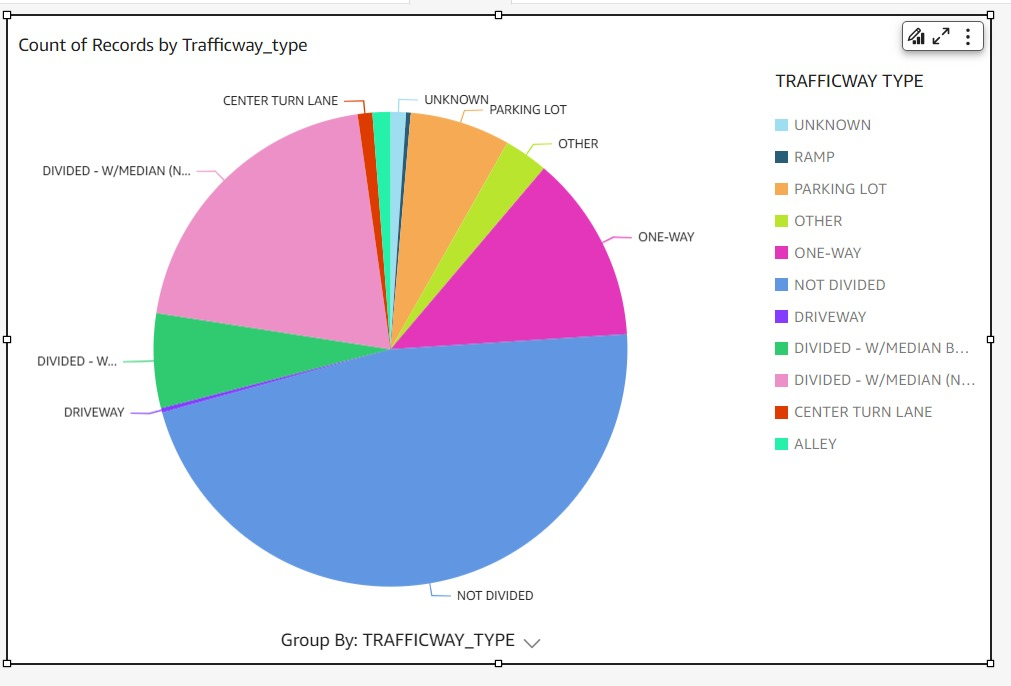 Count of Records by Trafficway_type
CENTER TURN LANE
UNKNOWN
PARKING LOT
OTHER
DIVIDED - W/MEDIAN (N...
ONE-WAY
DIVIDED - W...
DRIVEWAY
NOT DIVIDED
Group By: TRAFFICWAY_TYPE
TRAFFICWAY TYPE
UNKNOWN
RAMP
PARKING LOT
OTHER
ONE-WAY
NOT DIVIDED
DRIVEWAY
DIVIDED - W/MEDIAN B...
DIVIDED - W/MEDIAN (N...
CENTER TURN LANE
ALLEY